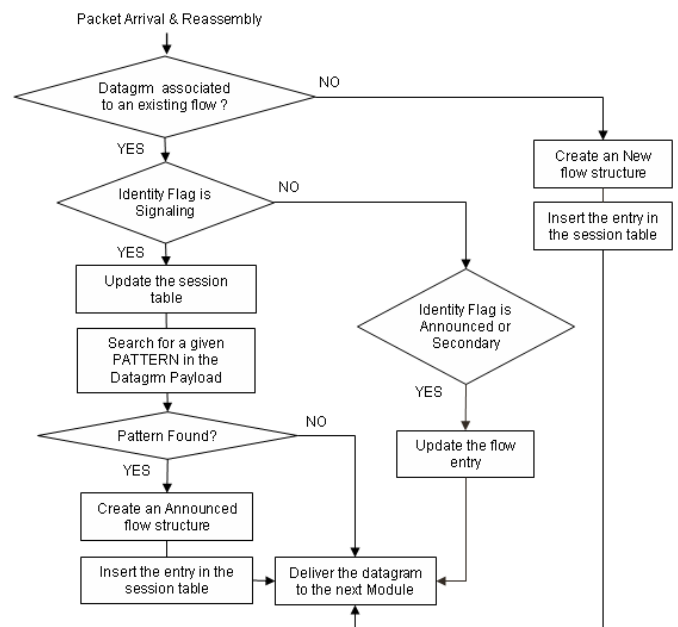 Packet Arrival & Reassembly
Datagrm associated
to an existing flow ?
NO
YES
Create an New
flow structure
Identity Flag is
Signaling
NO
YES
Insert the entry in
the session table
Update the session
table
Identity Flag is
Announced or
Secondary
Search for a given
PATTERN in the
Datagrm Payload
YES
Pattern Found?
NO
YES
Update the flow
entry
Create an Announced
flow structure
Insert the entry in the
session table
Deliver the datagram
to the next Module